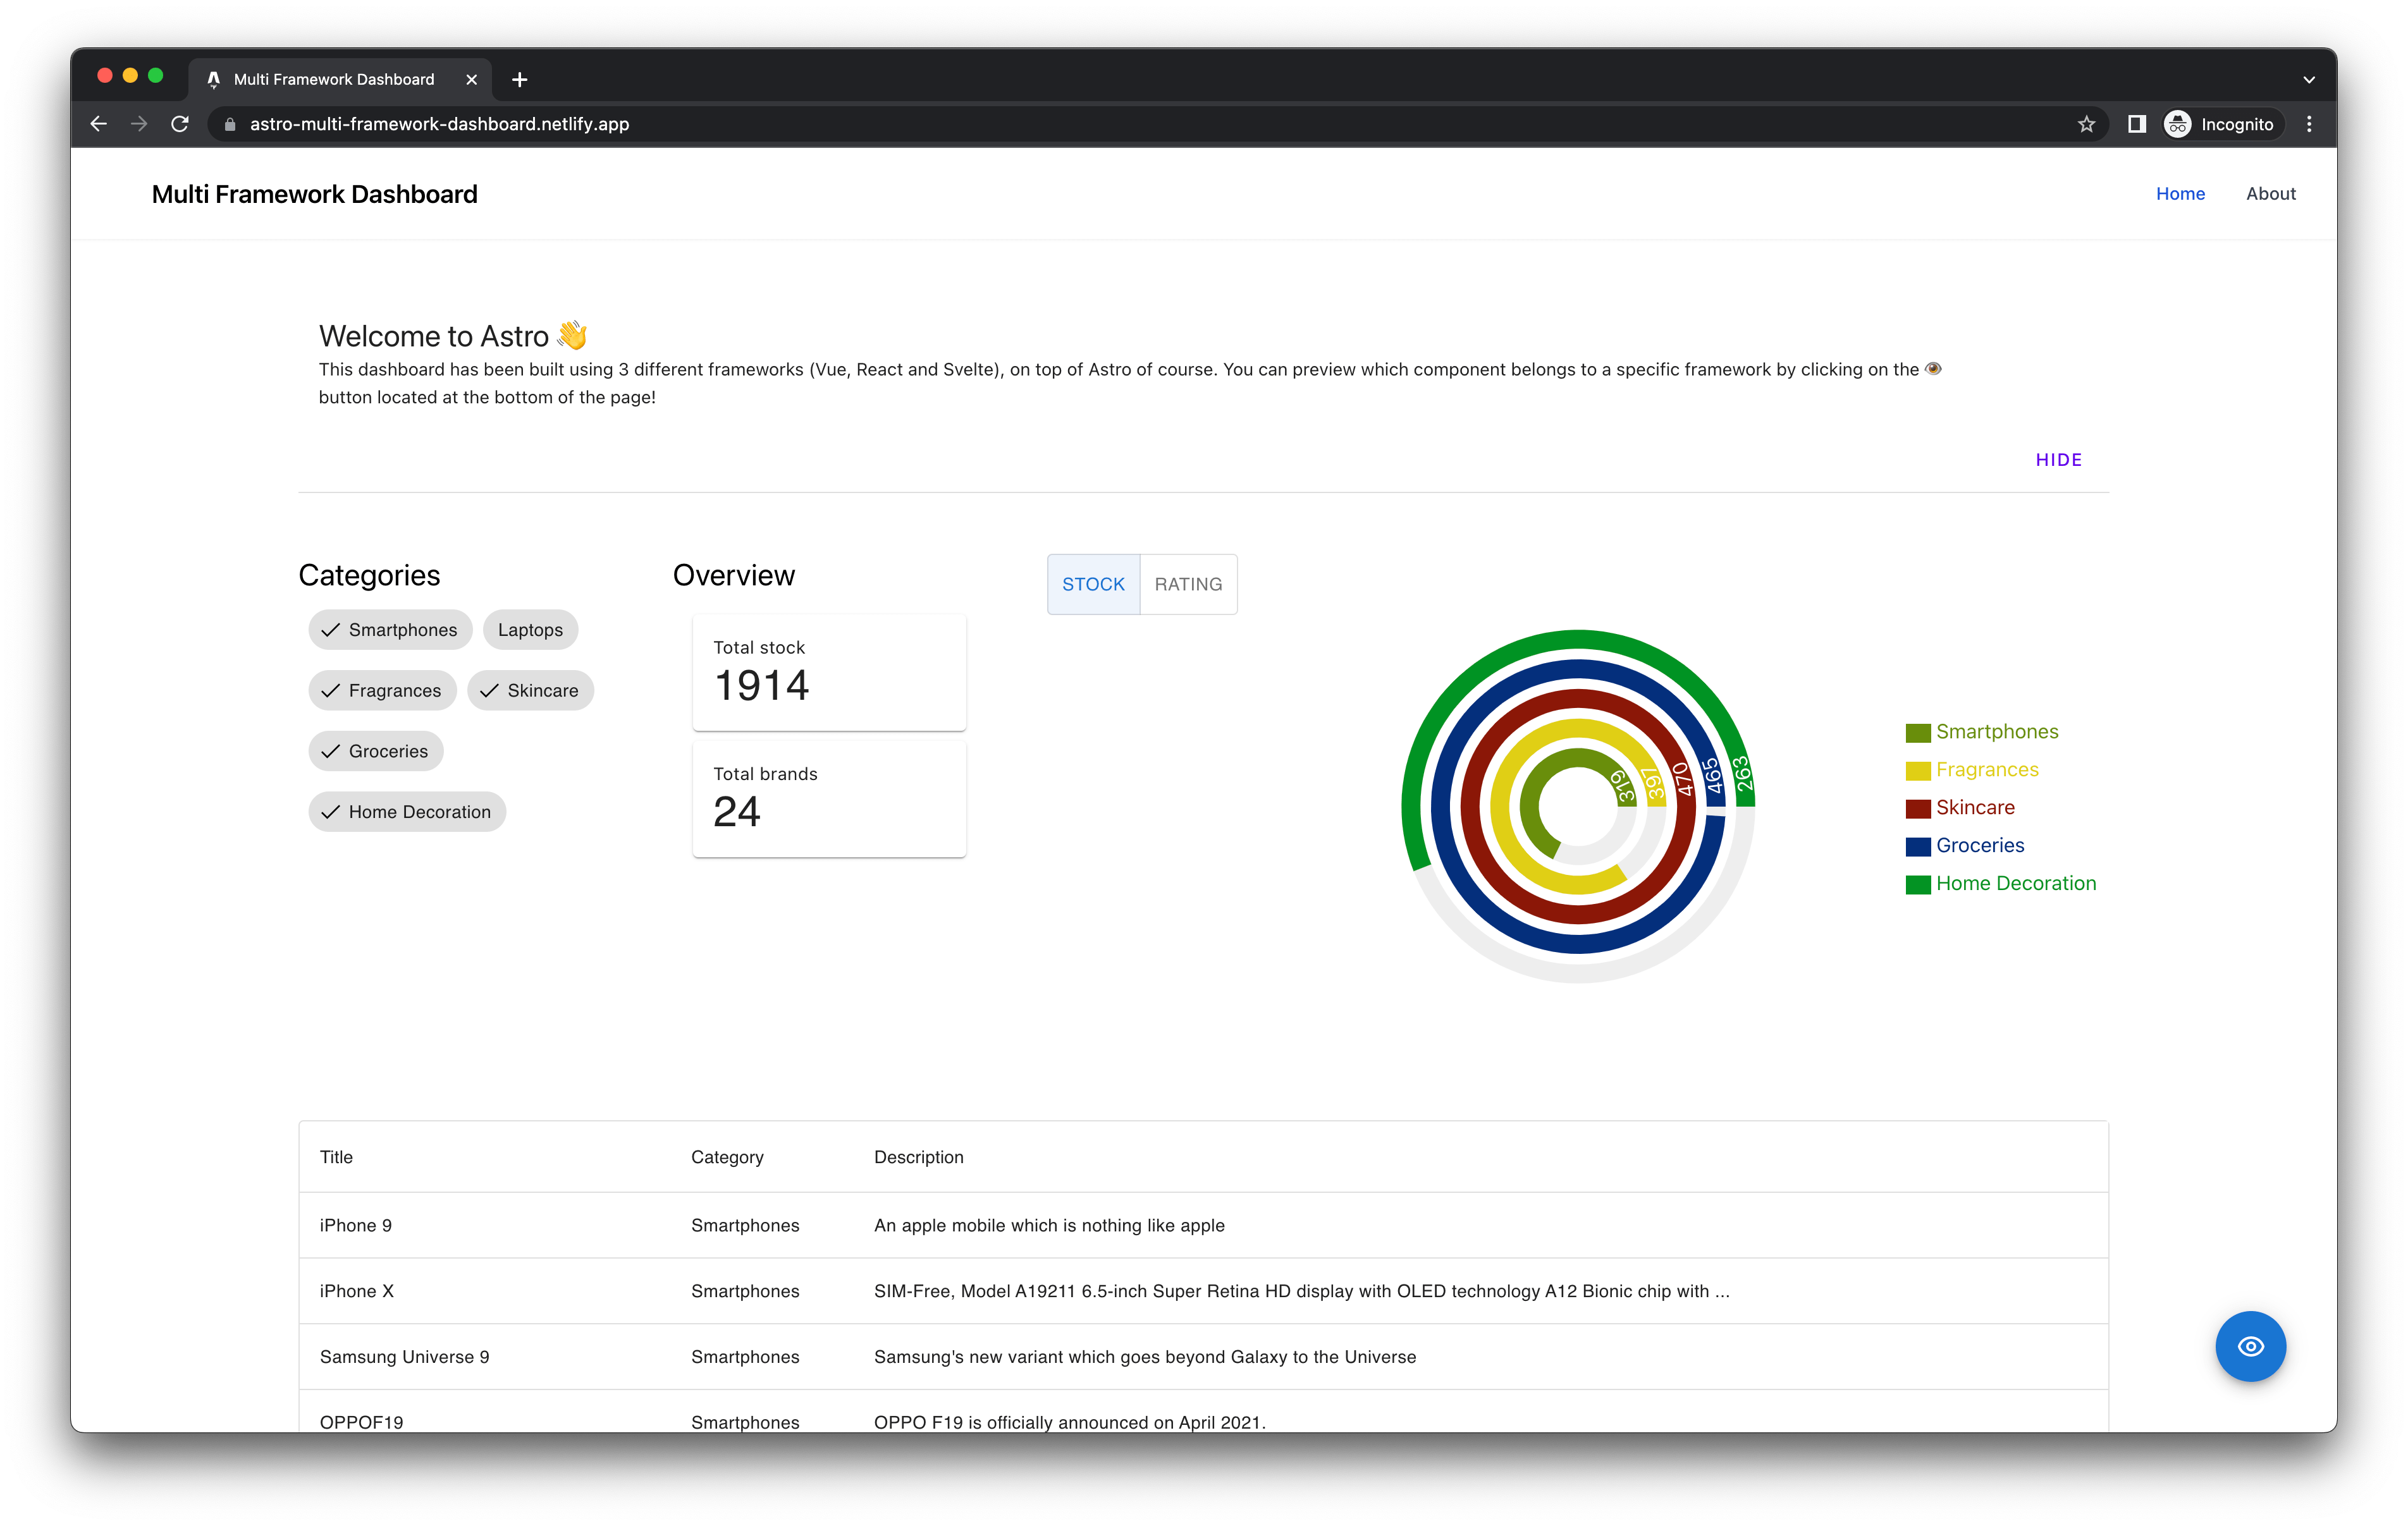 Multi Framework Dashboard
astro-multi-framework-dashboard.netlify.app
Incognito
Multi Framework Dashboard
Home
About
Welcome to Astro 👋
This dashboard has been built using 3 different frameworks (Vue, React and Svelte), on top of Astro of course. You can preview which component belongs to a specific framework by clicking on the 👁
button located at the bottom of the page!
HIDE
Categories
Smartphones
Laptops
Fragrances
Skincare
Groceries
Home Decoration
Overview
Total stock
1914
Total brands
24
STOCK
RATING
319
397
470
465
263
Smartphones
Fragrances
Skincare
Groceries
Home Decoration
Title Category Description
iPhone 9 Smartphones An apple mobile which is nothing like apple
iPhone X Smartphones SIM-Free, Model A19211 6.5-inch Super Retina HD display with OLED technology A12 Bionic chip with ...
Samsung Universe 9 Smartphones Samsung's new variant which goes beyond Galaxy to the Universe
OPPOF19 Smartphones OPPO F19 is officially announced on April 2021.